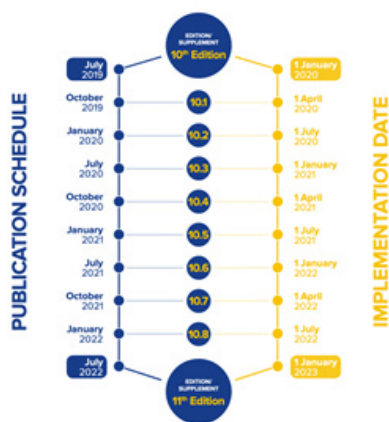 EDITION/
SUPPLEMENT
10th Edition
July
2019
1 January
2020
October
2019
10.1
1 April
2020
January
2020
10.2
1 July
2020
July
2020
10.3
1 January
2021
October
2020
10.4
1 April
2021
January
2021
10.5
1 July
2021
July
2021
10.6
1 January
2022
October
2021
10.7
1 April
2022
January
2022
10.8
1 July
2022
July
2022
EDITION/
SUPPLEMENT
11th Edition
1 January
2023
PUBLICATION SCHEDULE
IMPLEMENTATION DATE